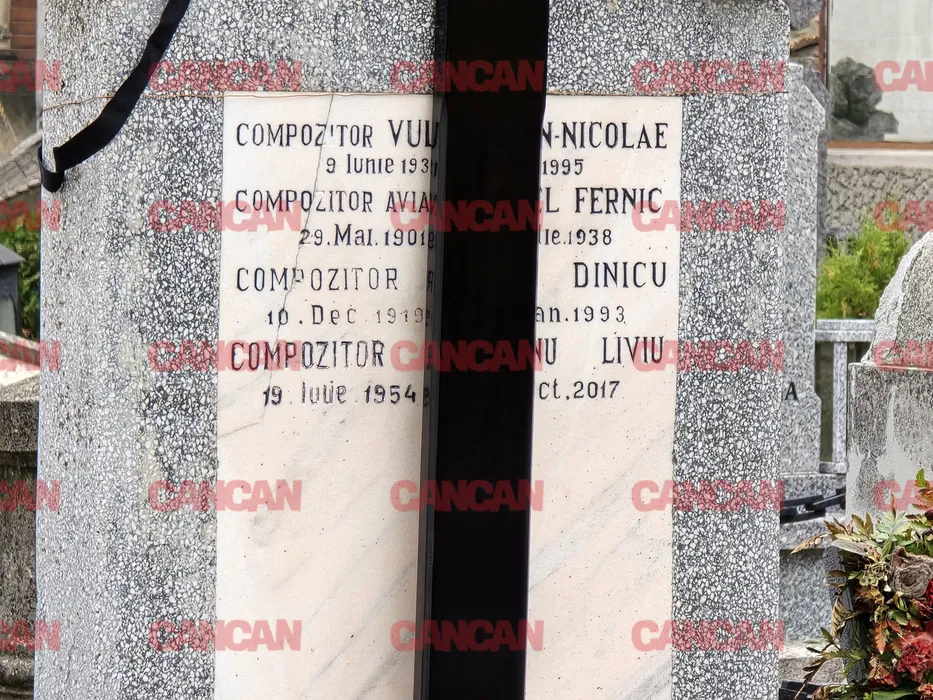 COMPOZITOR VUL N-NICOLAE
9 Iunie 193 1995
COMPOZITOR AVIA L FERNIC
29.Mai.1901 lie.1938
COMPOZITOR DINICU
10.Dec 1919 an.1993
COMPOZITOR NU LIVIU
19.Iulie.1954 ct.2017
A
CANCAN